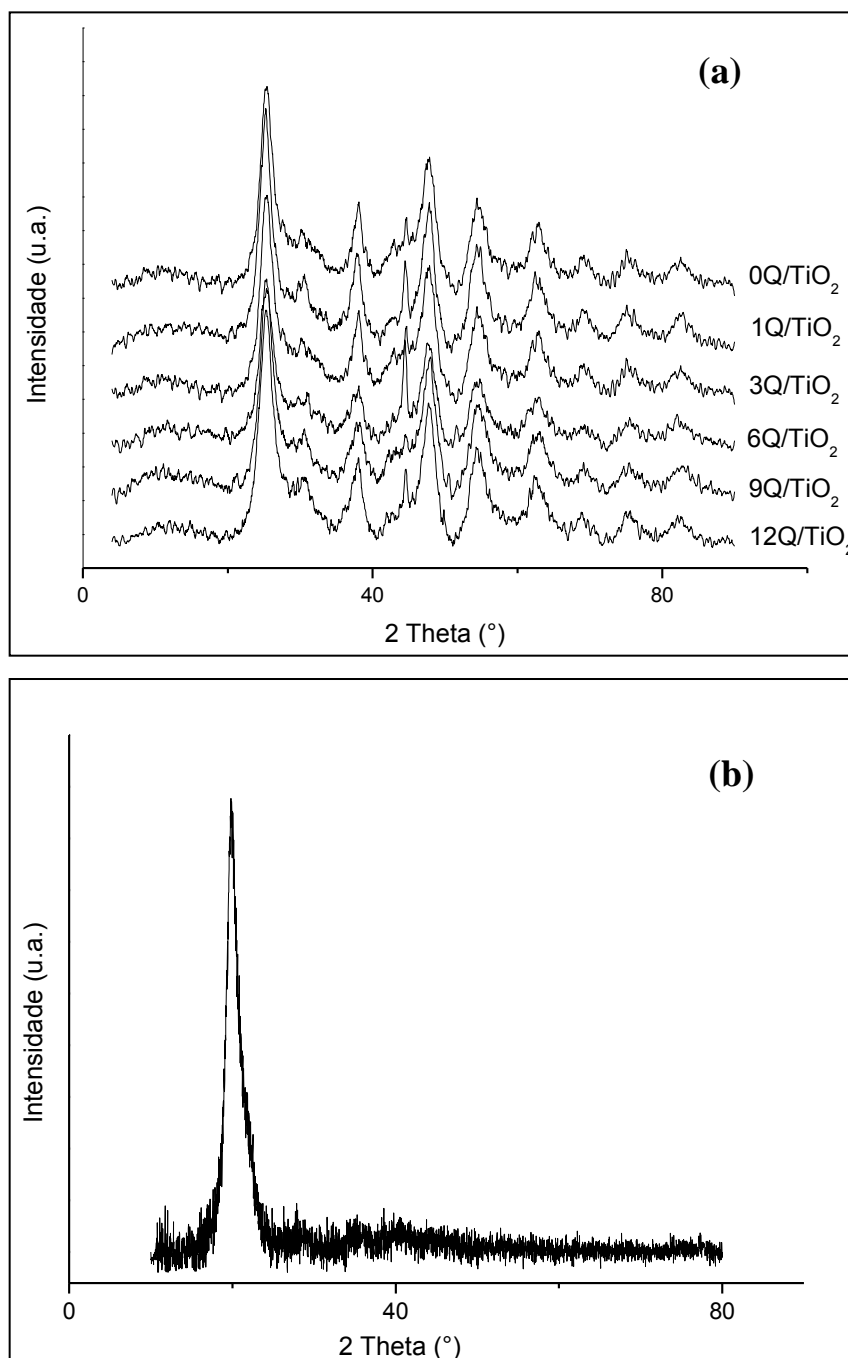 (a)
Intensidade (u.a.)
0Q/TiO₂
1Q/TiO₂
3Q/TiO₂
6Q/TiO₂
9Q/TiO₂
12Q/TiO₂
0 40 80
2 Theta (°)
(b)
Intensidade (u.a.)
0 40 80
2 Theta (°)